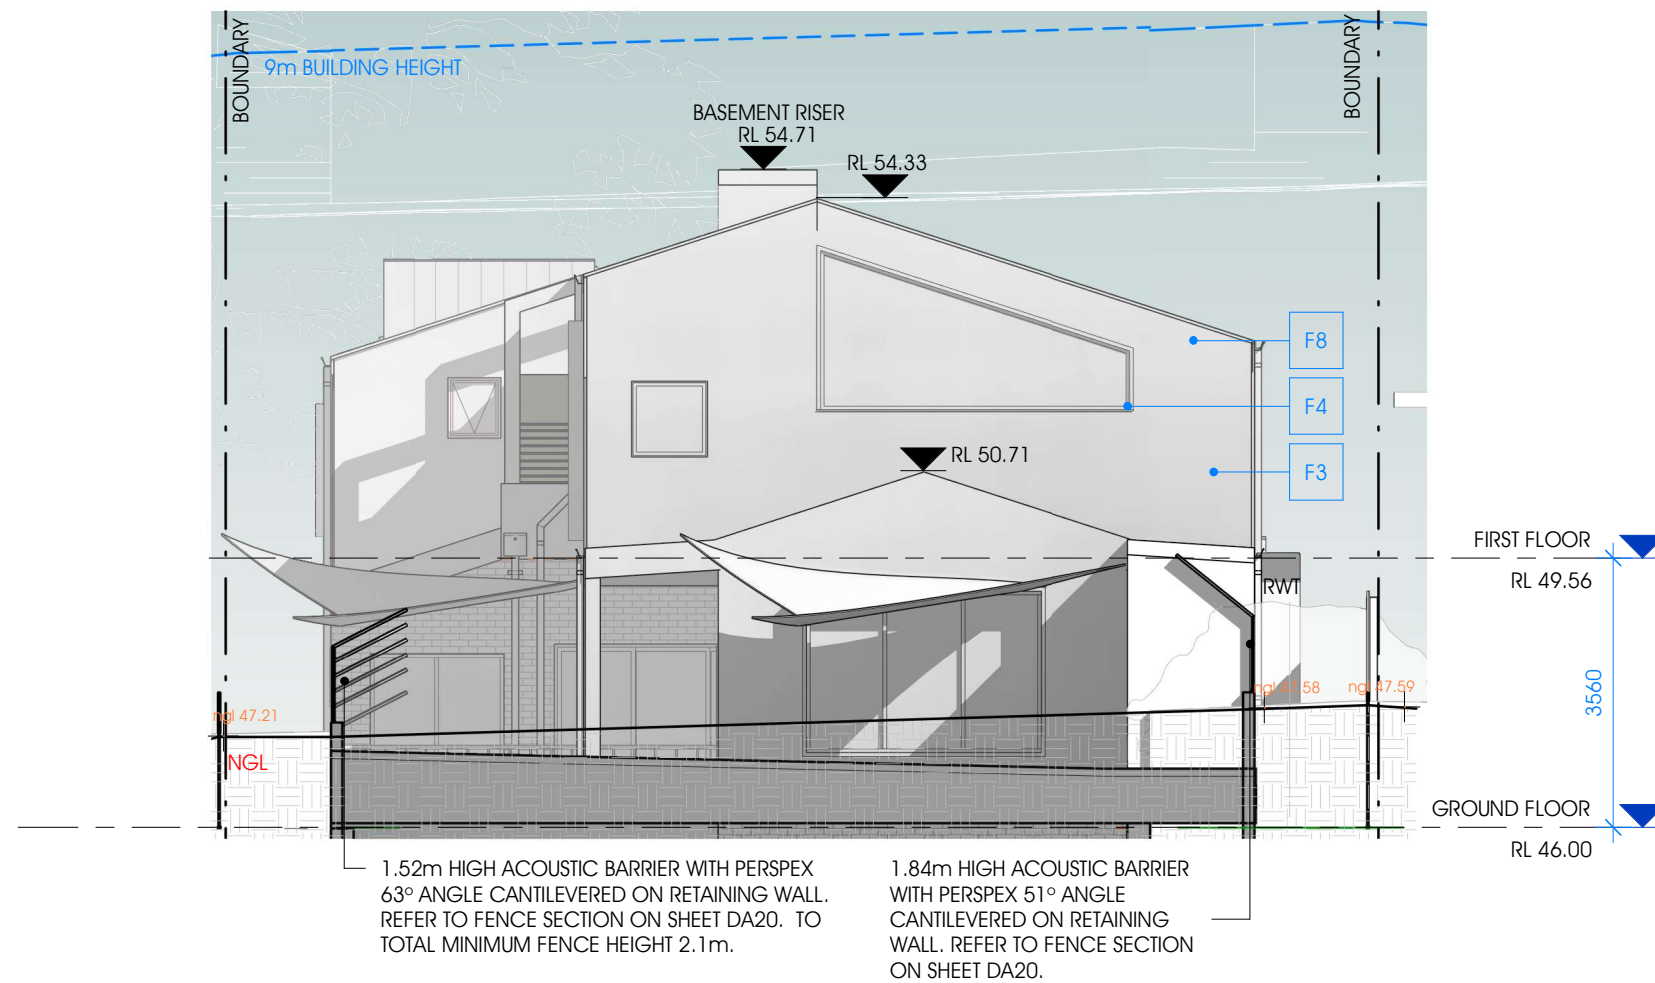 BOUNDARY
9m BUILDING HEIGHT
BOUNDARY
BASEMENT RISER
RL 54.71
RL 54.33
F8
F4
F3
RL 50.71
FIRST FLOOR
RL 49.56
RWT
3560
ngl 47.21
ngl 47.58
ngl 47.59
NGL
GROUND FLOOR
RL 46.00
1.52m HIGH ACOUSTIC BARRIER WITH PERSPEX
63° ANGLE CANTILEVERED ON RETAINING WALL.
REFER TO FENCE SECTION ON SHEET DA20. TO
TOTAL MINIMUM FENCE HEIGHT 2.1m.
1.84m HIGH ACOUSTIC BARRIER
WITH PERSPEX 51° ANGLE
CANTILEVERED ON RETAINING
WALL. REFER TO FENCE SECTION
ON SHEET DA20.